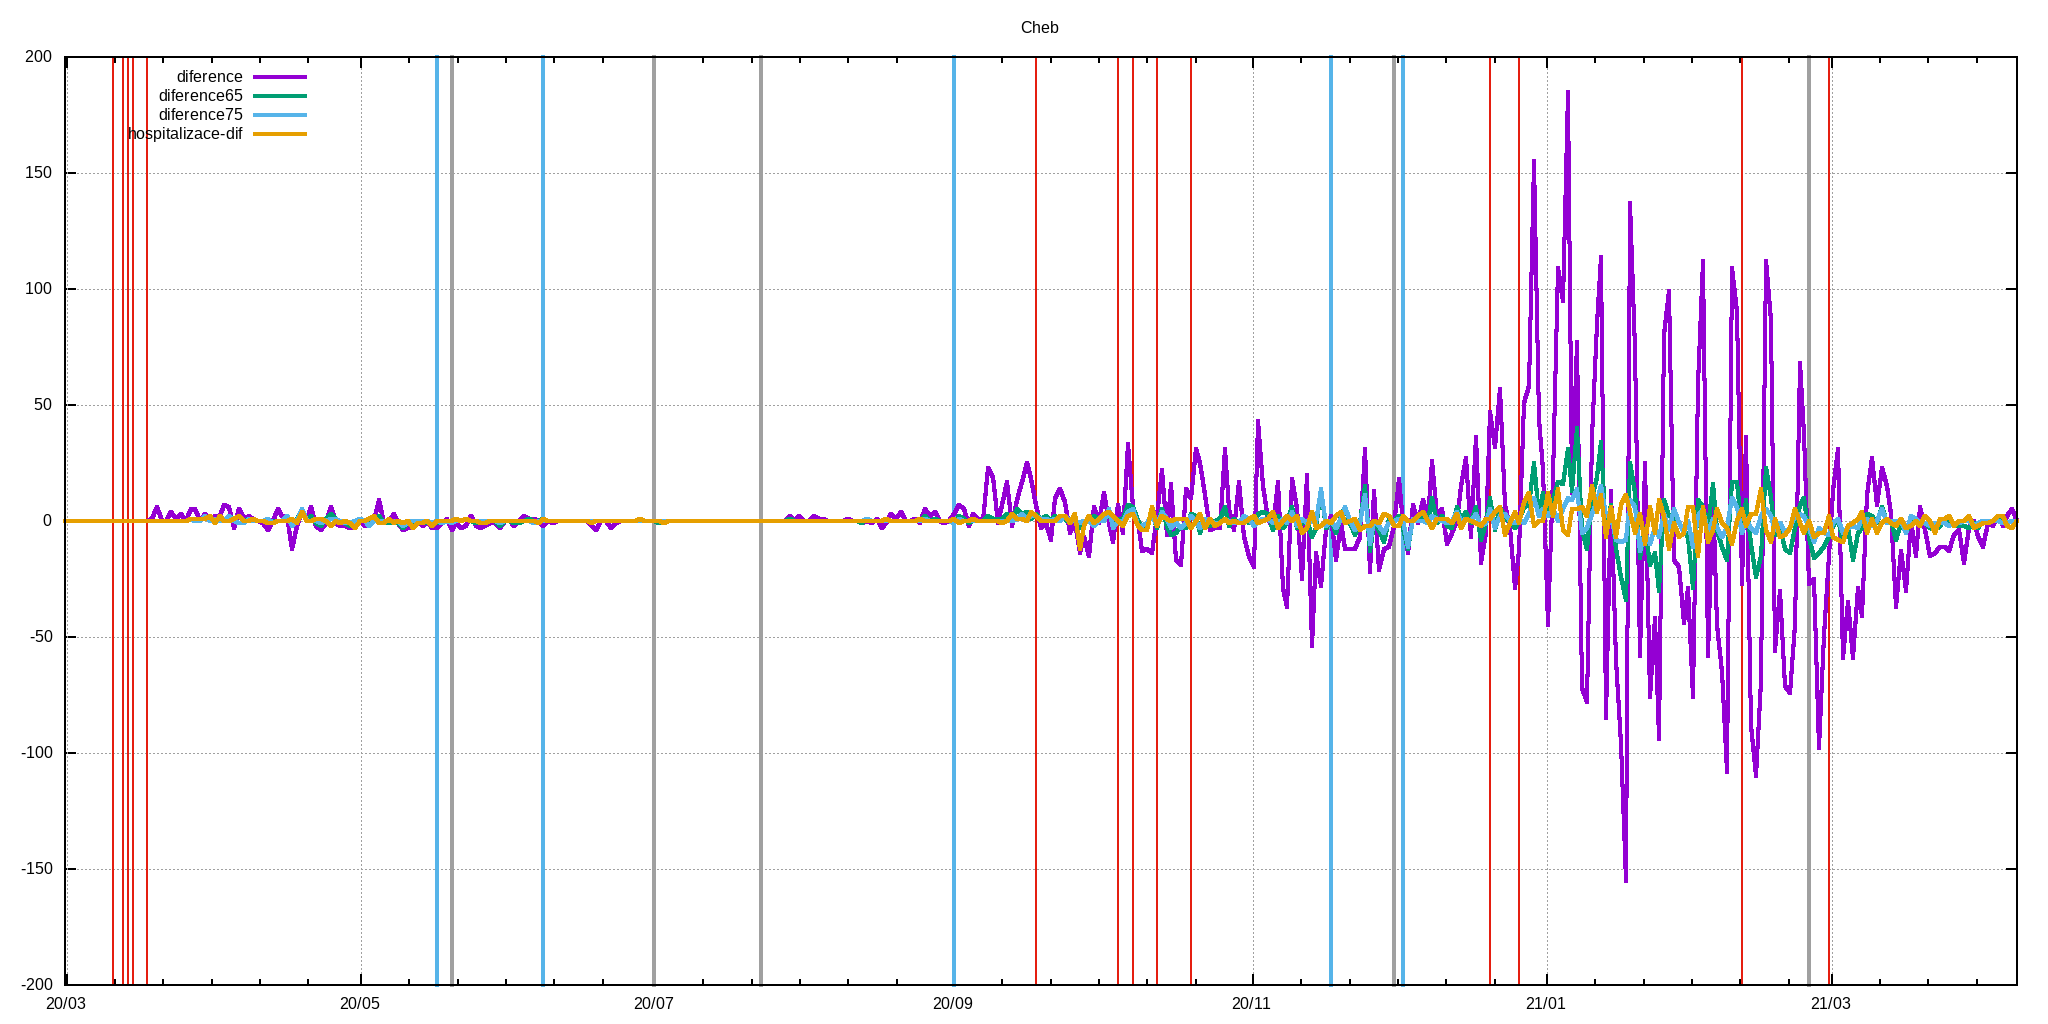 Cheb
200
150
100
50
0
-50
-100
-150
-200
diference
diference65
diference75
hospitalizace-dif
20/03 20/05 20/07 20/09 20/11 21/01 21/03